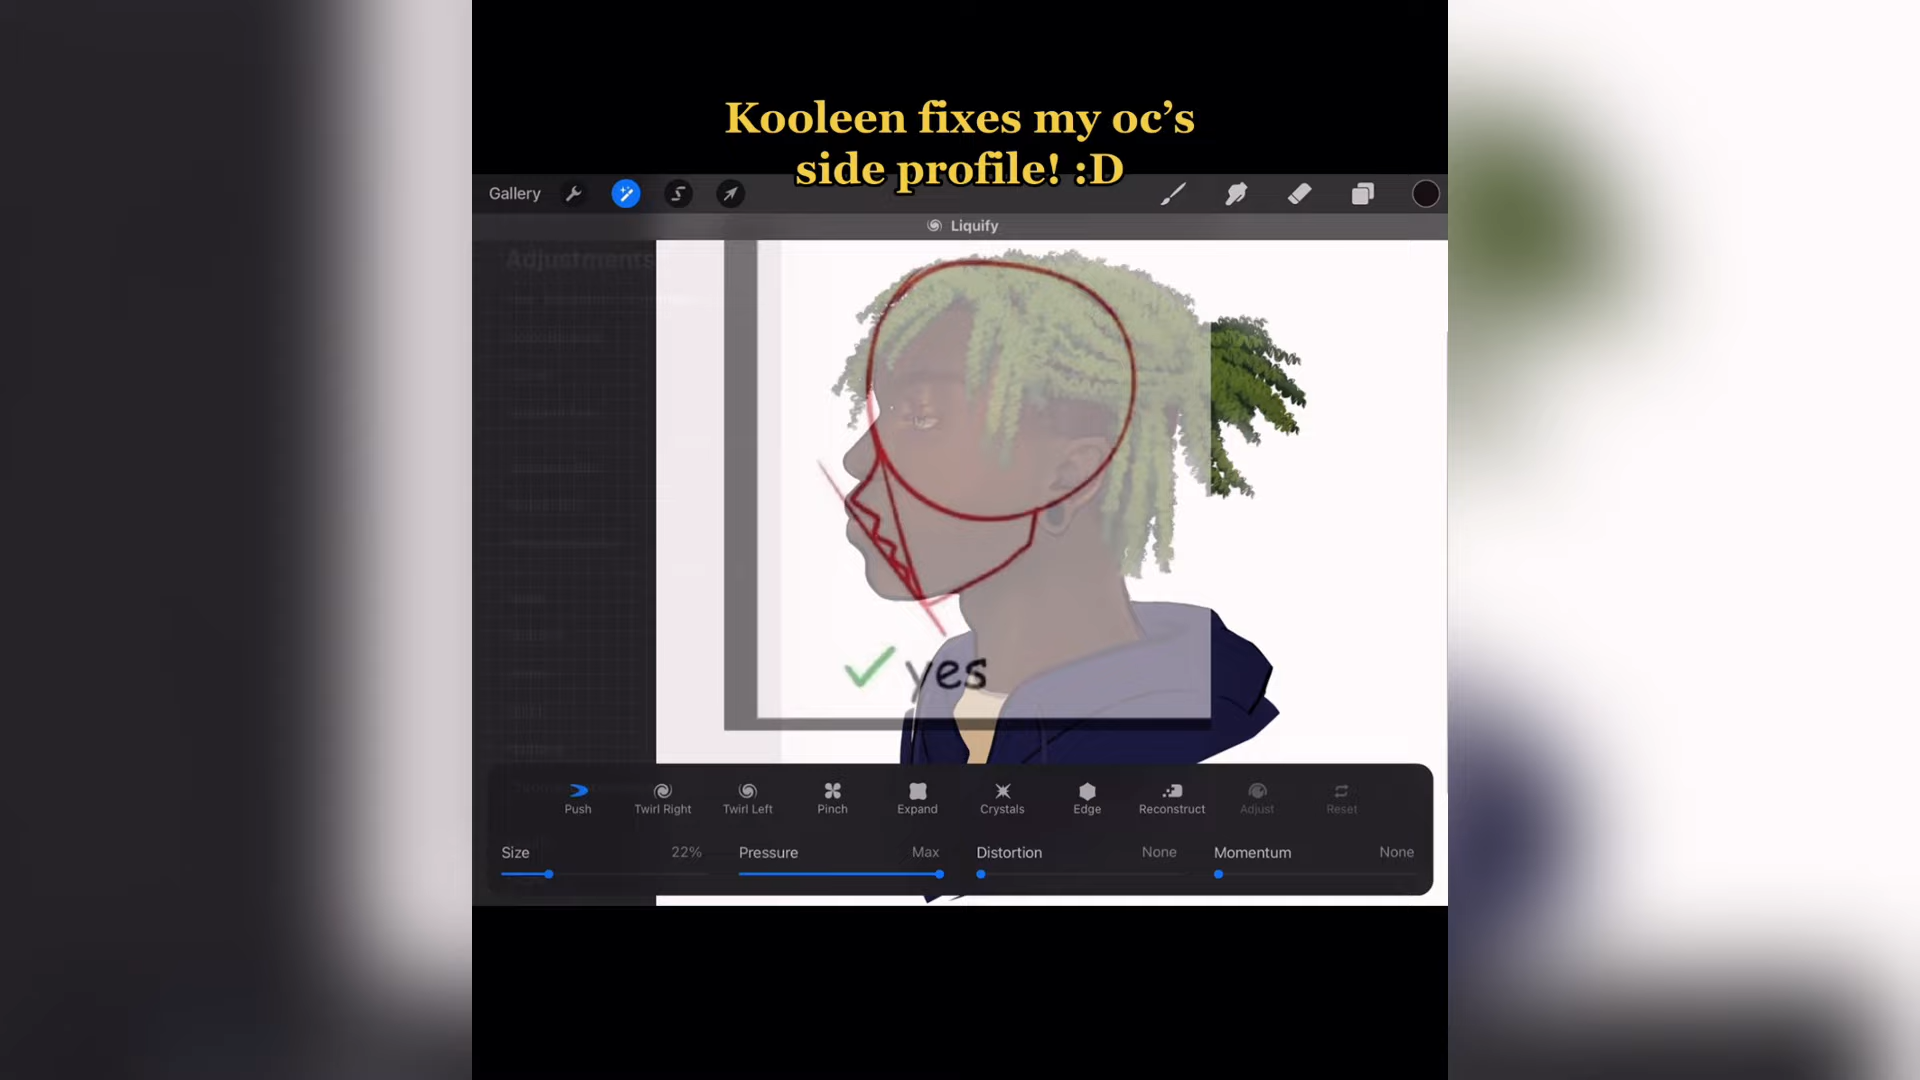 Kooleen fixes my oc’s
side profile! :D
Gallery
Liquify
Adjustments
yes
Push
Twirl Right
Twirl Left
Pinch
Expand
Crystals
Edge
Reconstruct
Adjust
Reset
Size 22%
Pressure Max
Distortion None
Momentum None